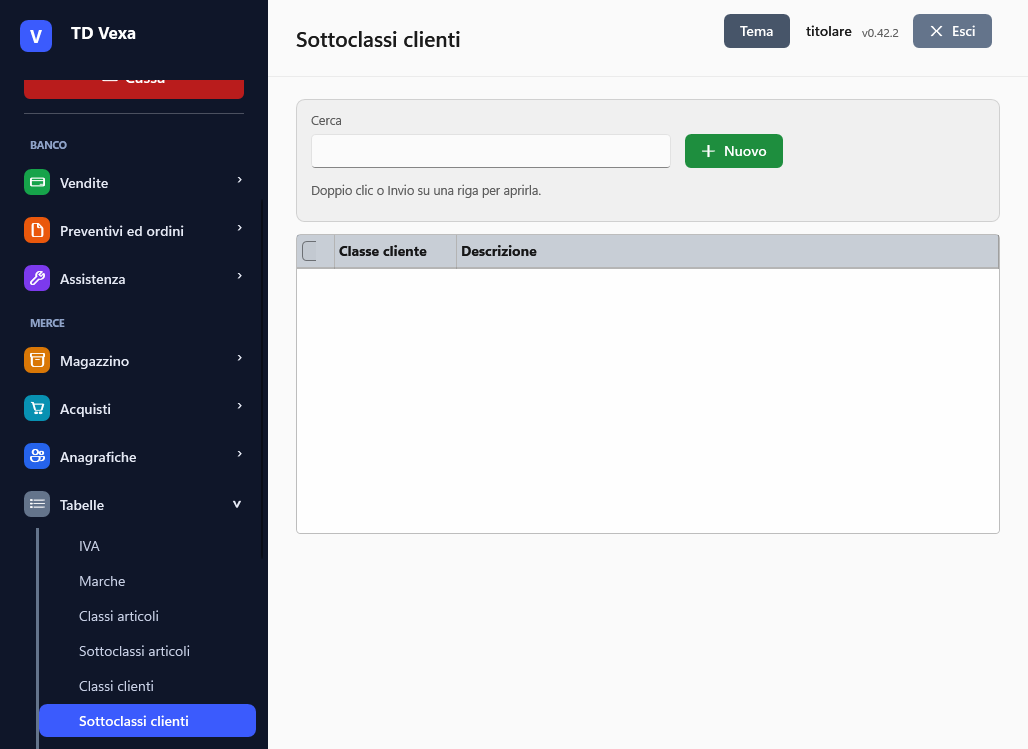 V
TD Vexa
Cassa
BANCO
Vendite
Preventivi ed ordini
Assistenza
MERCE
Magazzino
Acquisti
Anagrafiche
Tabelle
IVA
Marche
Classi articoli
Sottoclassi articoli
Classi clienti
Sottoclassi clienti
Sottoclassi clienti
Tema
titolare v0.42.2
Esci
Cerca
Nuovo
Doppio clic o Invio su una riga per aprirla.
Classe cliente Descrizione